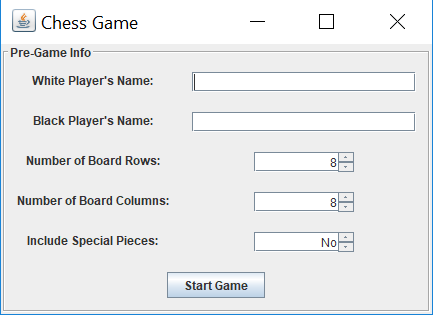 Chess Game
Pre-Game Info
White Player's Name:
Black Player's Name:
Number of Board Rows: 8
Number of Board Columns: 8
Include Special Pieces: No
Start Game